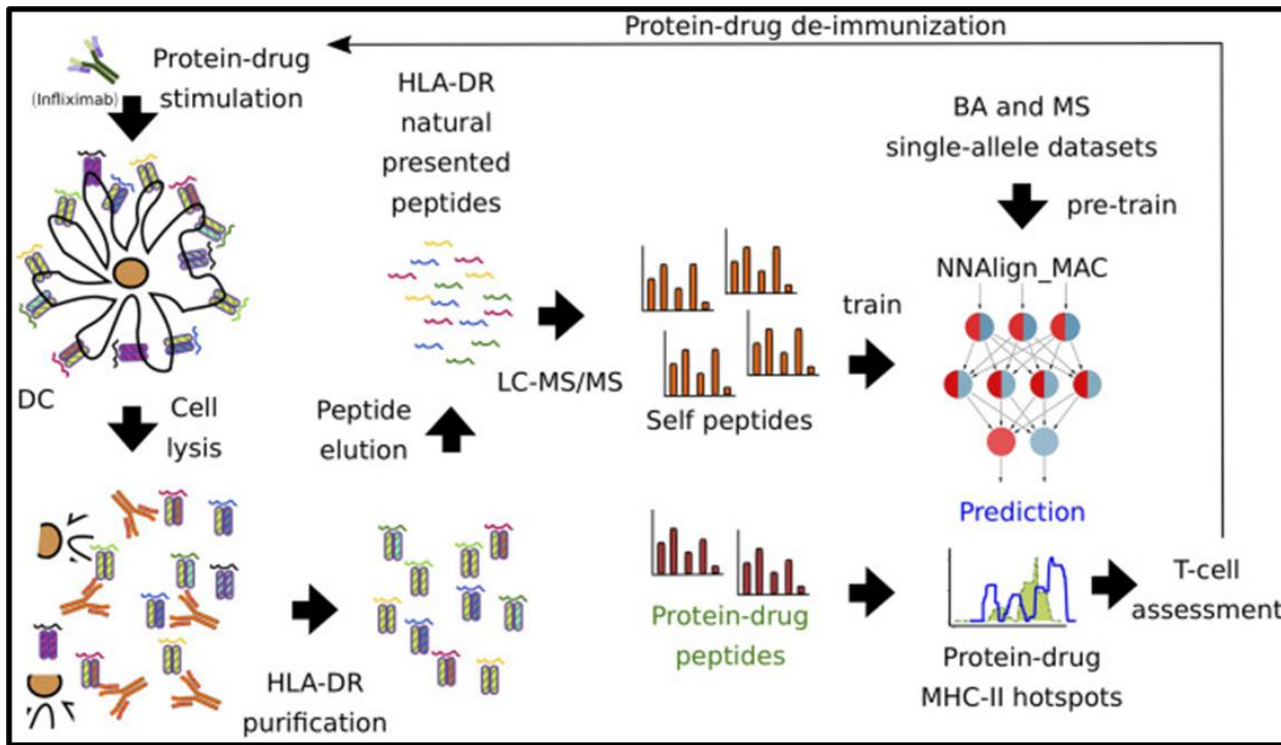 Protein-drug de-immunization
(Infliximab)
Protein-drug
stimulation
DC
Cell
lysis
HLA-DR
purification
Peptide
elution
HLA-DR
natural
presented
peptides
LC-MS/MS
Self peptides
train
BA and MS
single-allele datasets
pre-train
NNAlign_MAC
Prediction
Protein-drug
peptides
Protein-drug
MHC-II hotspots
T-cell
assessment